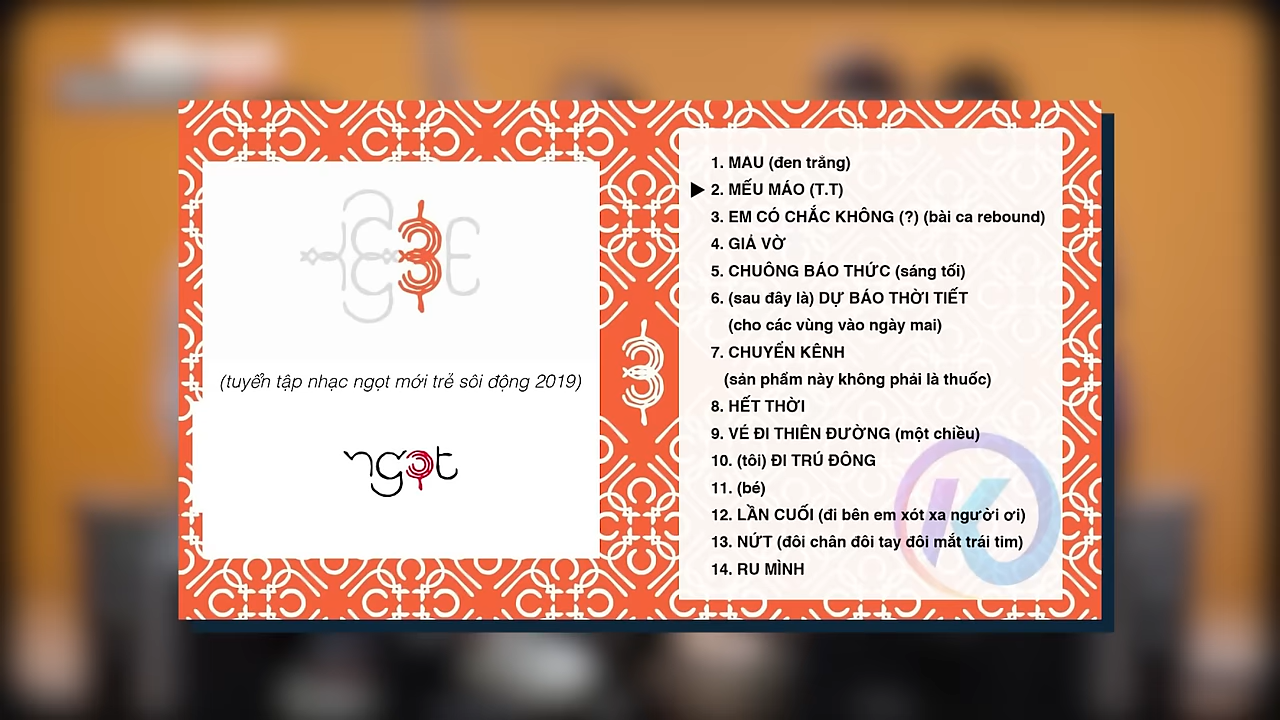 3
(tuyển tập nhạc ngọt mới trẻ sôi động 2019)
ngọt
3
1. MAU (đen trắng)
▶ 2. MẾU MÁO (T.T)
3. EM CÓ CHẮC KHÔNG (?) (bài ca rebound)
4. GIẢ VỜ
5. CHUÔNG BÁO THỨC (sáng tối)
6. (sau đây là) DỰ BÁO THỜI TIẾT
(cho các vùng vào ngày mai)
7. CHUYỂN KÊNH
(sản phẩm này không phải là thuốc)
8. HẾT THỜI
9. VÉ ĐI THIÊN ĐƯỜNG (một chiều)
10. (tôi) ĐI TRÚ ĐÔNG
11. (bé)
12. LẦN CUỐI (đi bên em xót xa người ơi)
13. NỨT (đôi chân đôi tay đôi mắt trái tim)
14. RU MÌNH